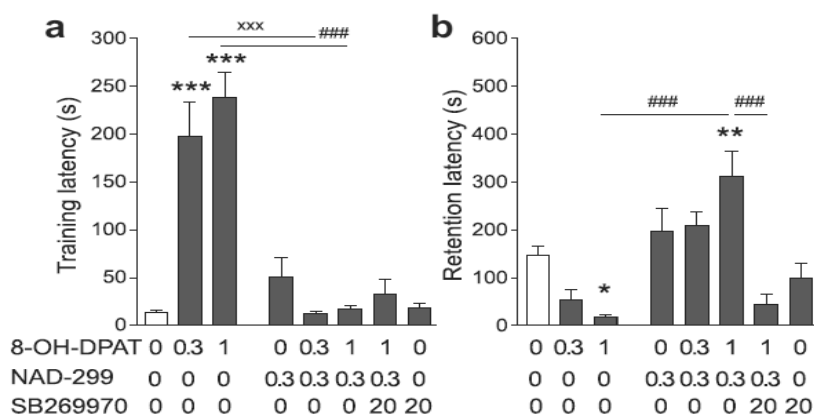 a
xxx
###
***
***
Training latency (s)
300
250
200
150
100
50
0
b
###
###
**
*
Retention latency (s)
600
500
400
300
200
100
0
8-OH-DPAT 0 0.3 1 0 0.3 1 1 0 0 0.3 1 0 0.3 1 1 0
NAD-299 0 0 0 0.3 0.3 0.3 0.3 0 0 0 0 0.3 0.3 0.3 0.3 0
SB269970 0 0 0 0 0 0 20 20 0 0 0 0 0 0 20 20